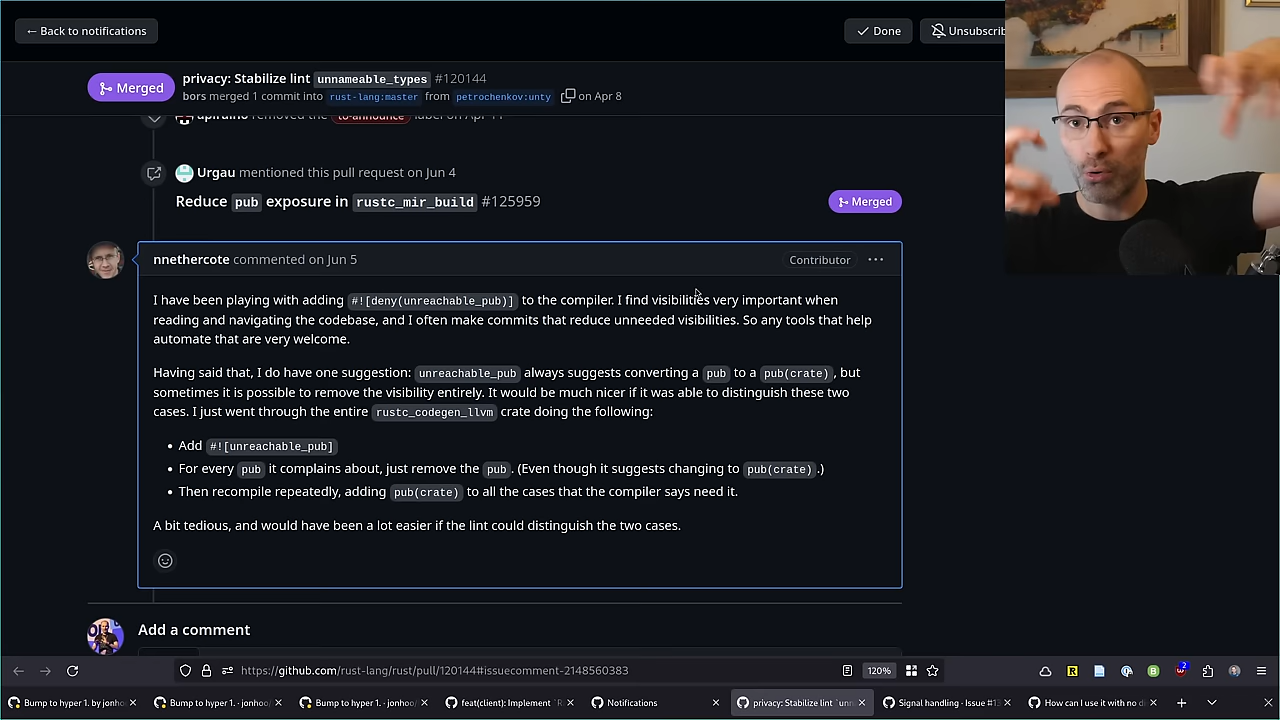 ← Back to notifications
Done
Unsubscrib
Merged
privacy: Stabilize lint unnameable_types #120144
bors merged 1 commit into rust-lang:master from petrochenkov:unty on Apr 8
apiraino removed the to-announce label on Apr 11
Urgau mentioned this pull request on Jun 4
Reduce pub exposure in rustc_mir_build #125959
Merged
nnethercote commented on Jun 5
Contributor
I have been playing with adding #![deny(unreachable_pub)] to the compiler. I find visibilities very important when
reading and navigating the codebase, and I often make commits that reduce unneeded visibilities. So any tools that help
automate that are very welcome.
Having said that, I do have one suggestion: unreachable_pub always suggests converting a pub to a pub(crate), but
sometimes it is possible to remove the visibility entirely. It would be much nicer if it was able to distinguish these two
cases. I just went through the entire rustc_codegen_llvm crate doing the following:
• Add #![unreachable_pub]
• For every pub it complains about, just remove the pub. (Even though it suggests changing to pub(crate).)
• Then recompile repeatedly, adding pub(crate) to all the cases that the compiler says need it.
A bit tedious, and would have been a lot easier if the lint could distinguish the two cases.
Add a comment
https://github.com/rust-lang/rust/pull/120144#issuecomment-2148560383
120%
R
B
2
Bump to hyper 1. by jonho
Bump to hyper 1. · jonhoo/
Bump to hyper 1. · jonhoo/
feat(client): Implement `R
Notifications
privacy: Stabilize lint `unn
Signal handling · Issue #13
How can I use it with no d